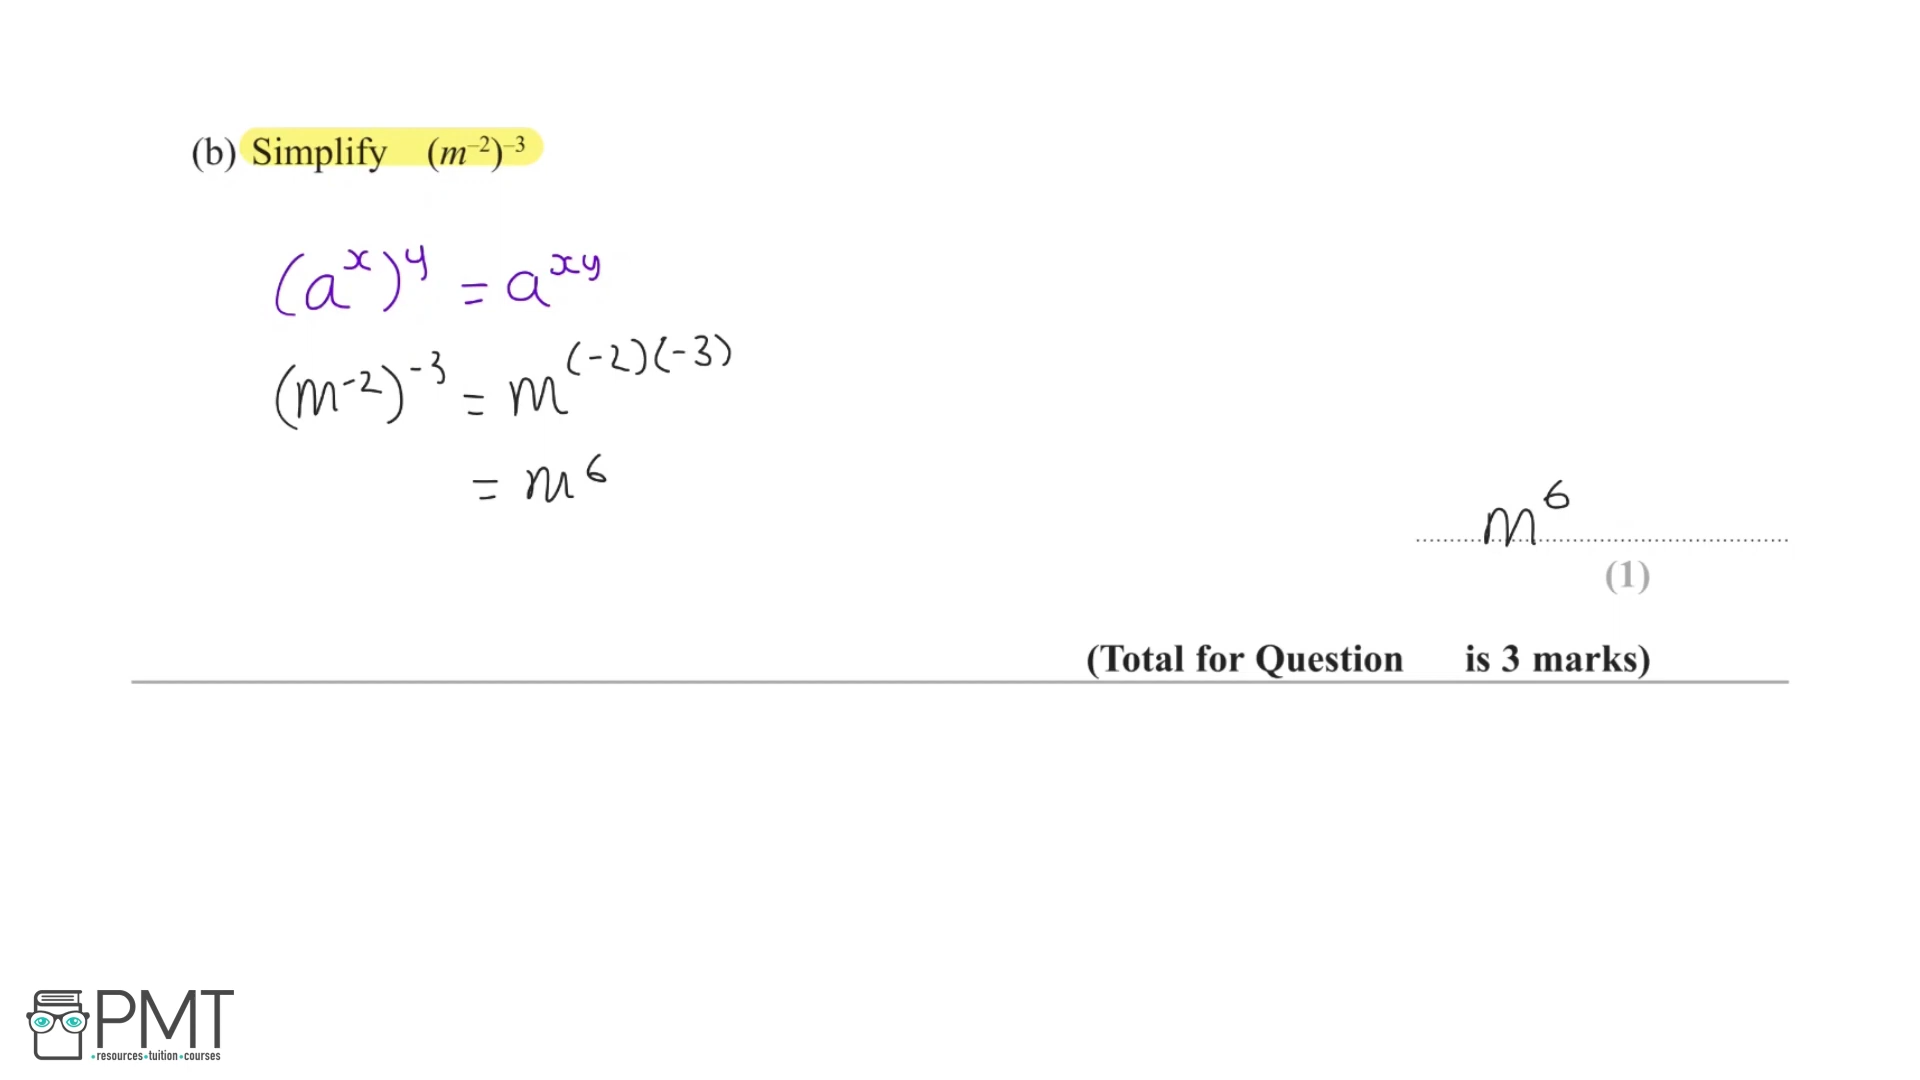 (b) Simplify (m⁻²)⁻³
(aˣ)ʸ = aˣʸ
(m⁻²)⁻³ = m⁽⁻²⁾⁽⁻³⁾
= m⁶
m⁶
(1)
(Total for Question is 3 marks)
PMT
•resources•tuition•courses